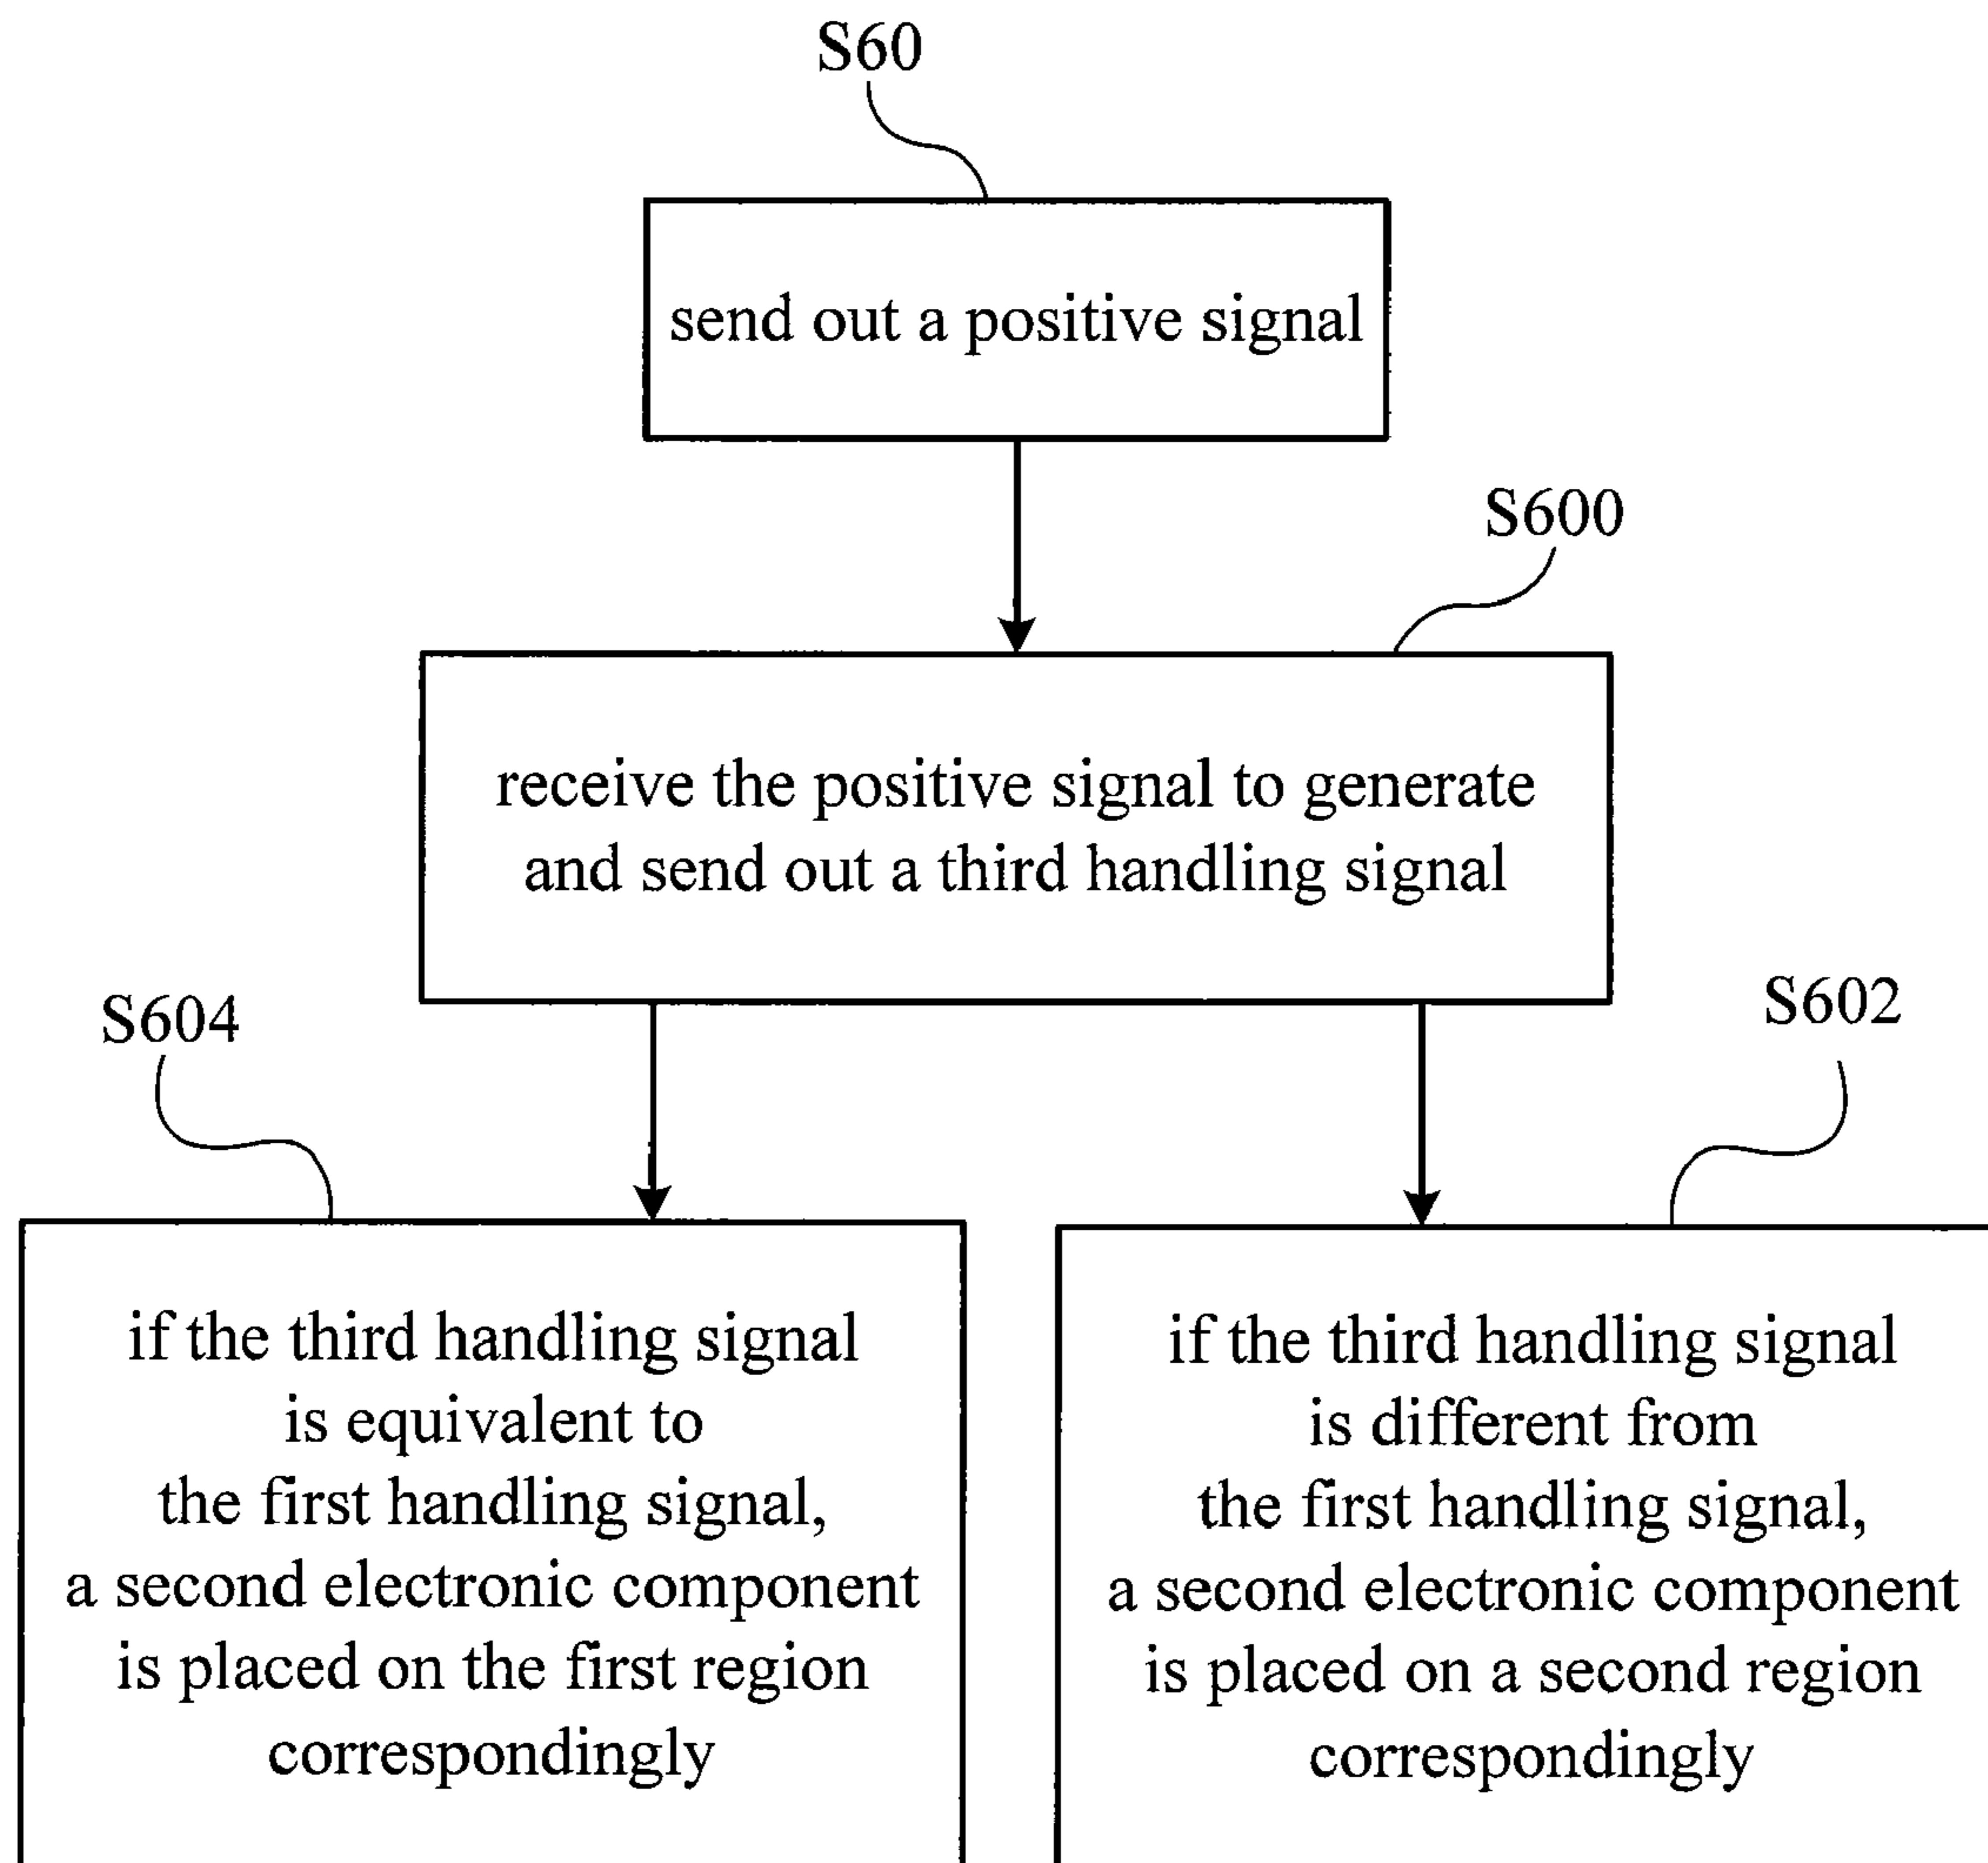 S60
send out a positive signal
S600
receive the positive signal to generate
and send out a third handling signal
S604
if the third handling signal
is equivalent to
the first handling signal,
a second electronic component
is placed on the first region
correspondingly
S602
if the third handling signal
is different from
the first handling signal,
a second electronic component
is placed on a second region
correspondingly